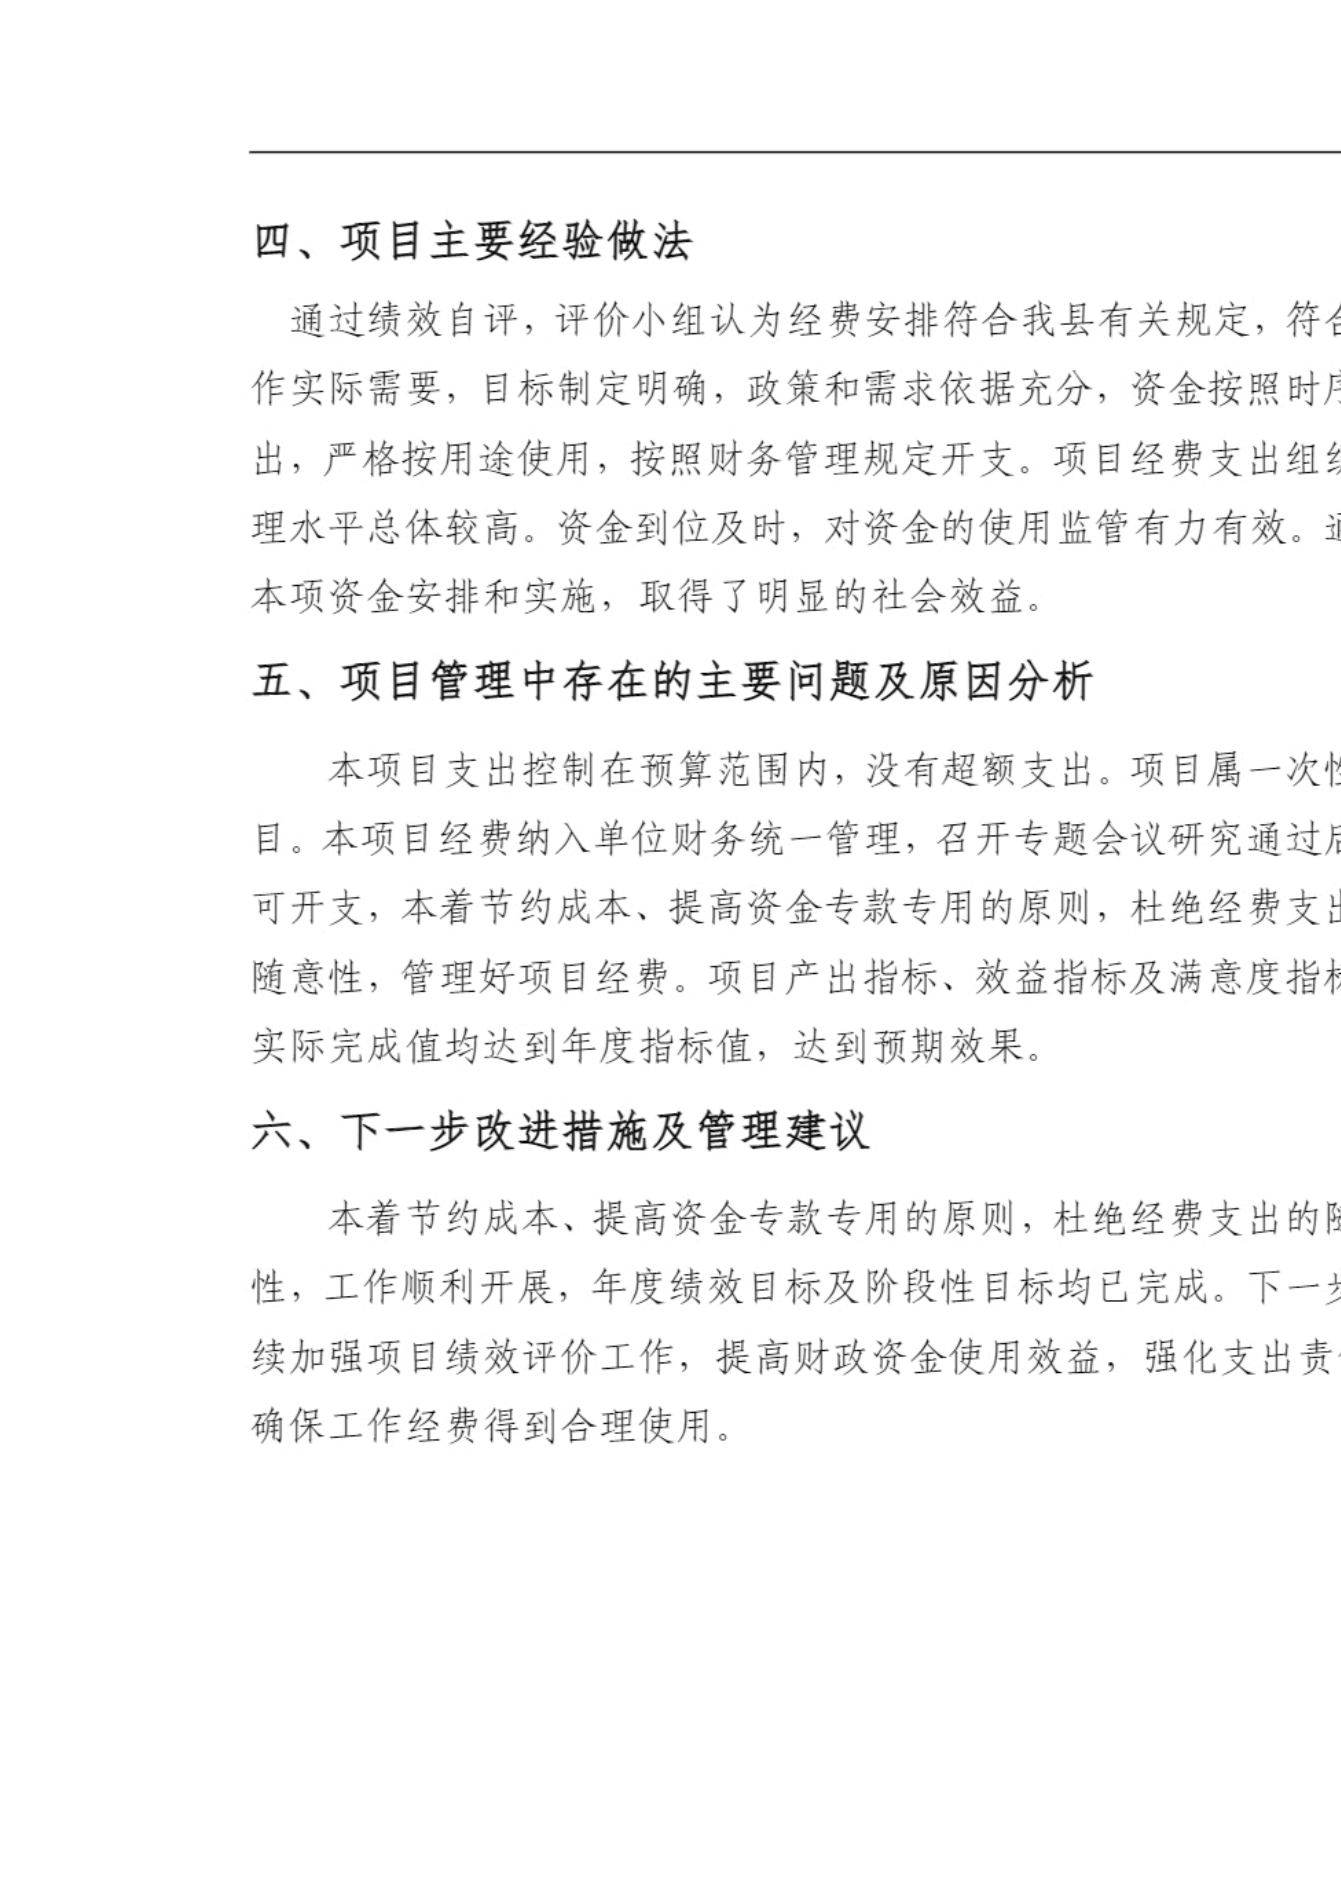 四、项目主要经验做法
通过绩效自评，评价小组认为经费安排符合我县有关规定，符合
作实际需要，目标制定明确，政策和需求依据充分，资金按照时序
出，严格按用途使用，按照财务管理规定开支。项目经费支出组织
理水平总体较高。资金到位及时，对资金的使用监管有力有效。通
本项资金安排和实施，取得了明显的社会效益。
五、项目管理中存在的主要问题及原因分析
本项目支出控制在预算范围内，没有超额支出。项目属一次性
目。本项目经费纳入单位财务统一管理，召开专题会议研究通过后
可开支，本着节约成本、提高资金专款专用的原则，杜绝经费支出
随意性，管理好项目经费。项目产出指标、效益指标及满意度指标
实际完成值均达到年度指标值，达到预期效果。
六、下一步改进措施及管理建议
本着节约成本、提高资金专款专用的原则，杜绝经费支出的随
性，工作顺利开展，年度绩效目标及阶段性目标均已完成。下一步
续加强项目绩效评价工作，提高财政资金使用效益，强化支出责任
确保工作经费得到合理使用。